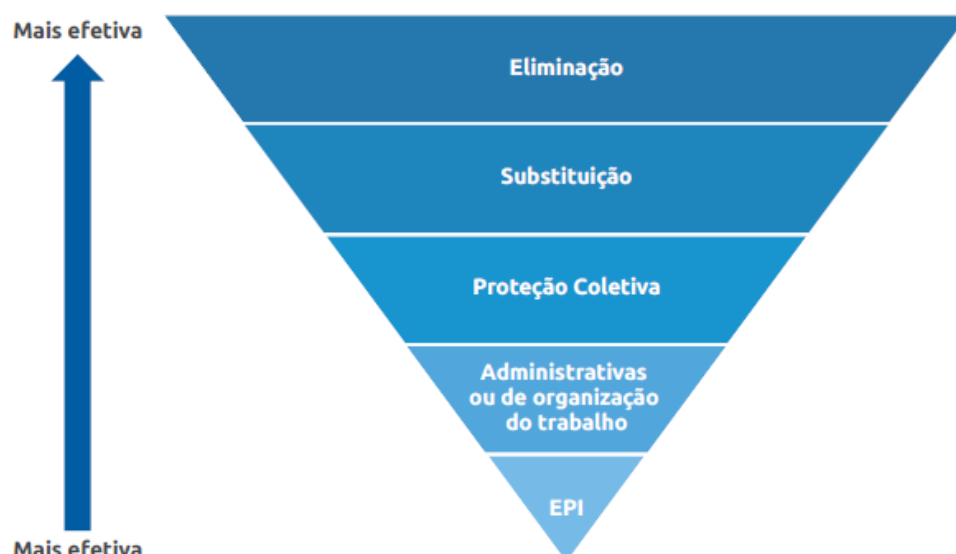 Mais efetiva
Eliminação
Substituição
Proteção Coletiva
Administrativas
ou de organização
do trabalho
EPI
Mais efetiva